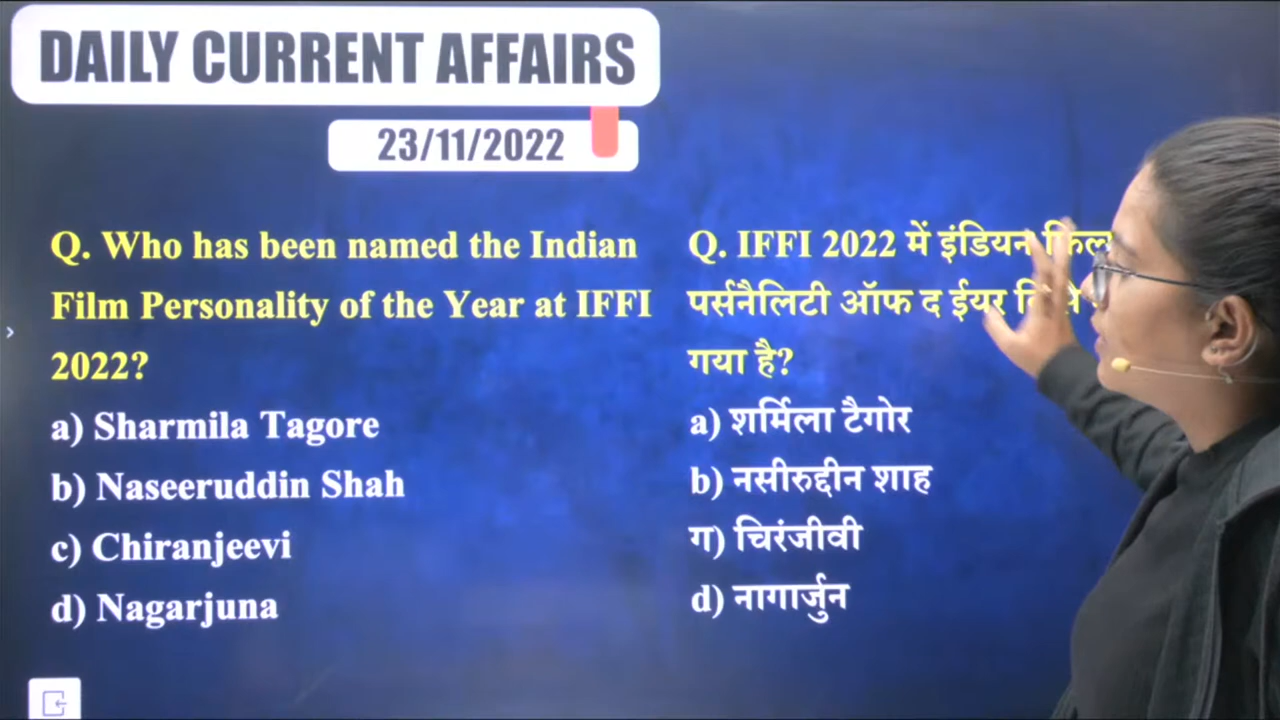 DAILY CURRENT AFFAIRS
23/11/2022
Q. Who has been named the Indian
Film Personality of the Year at IFFI
2022?
a) Sharmila Tagore
b) Naseeruddin Shah
c) Chiranjeevi
d) Nagarjuna
Q. IFFI 2022 में इंडियन
पर्सनैलिटी ऑफ द ईयर
गया है?
a) शर्मिला टैगोर
b) नसीरुद्दीन शाह
ग) चिरंजीवी
d) नागार्जुन